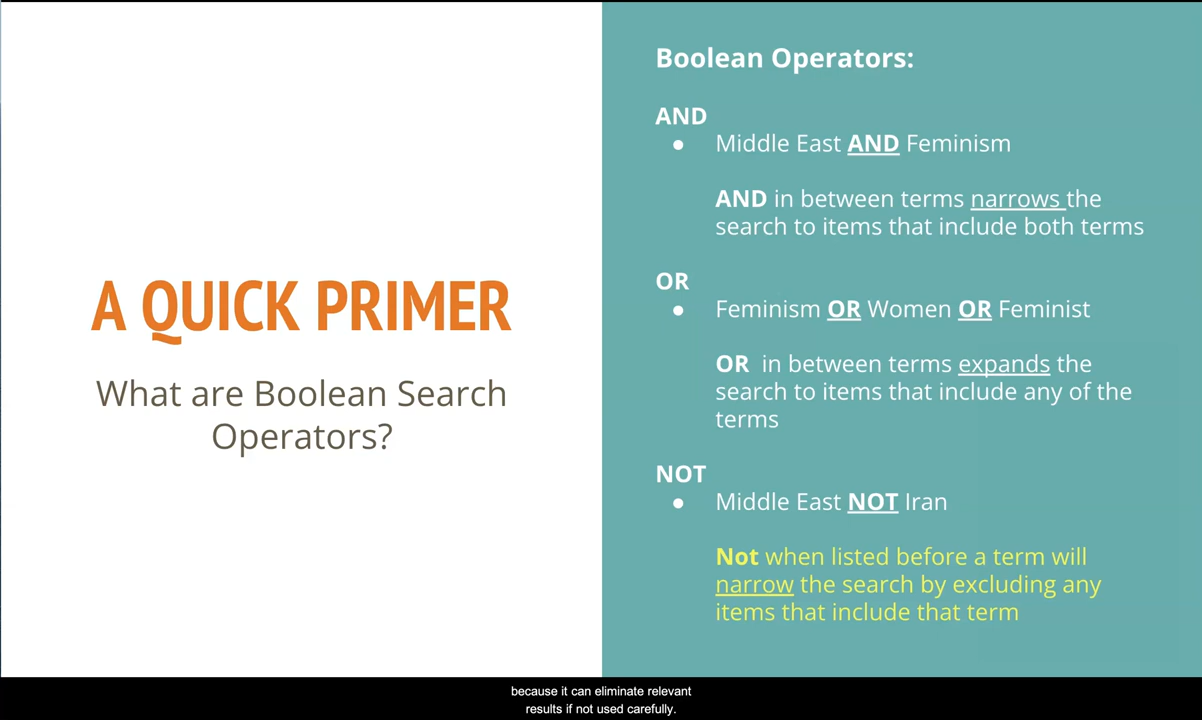 A QUICK PRIMER
What are Boolean Search
Operators?
Boolean Operators:
AND
● Middle East AND Feminism
AND in between terms narrows the
search to items that include both terms
OR
● Feminism OR Women OR Feminist
OR in between terms expands the
search to items that include any of the
terms
NOT
● Middle East NOT Iran
Not when listed before a term will
narrow the search by excluding any
items that include that term
because it can eliminate relevant
results if not used carefully.